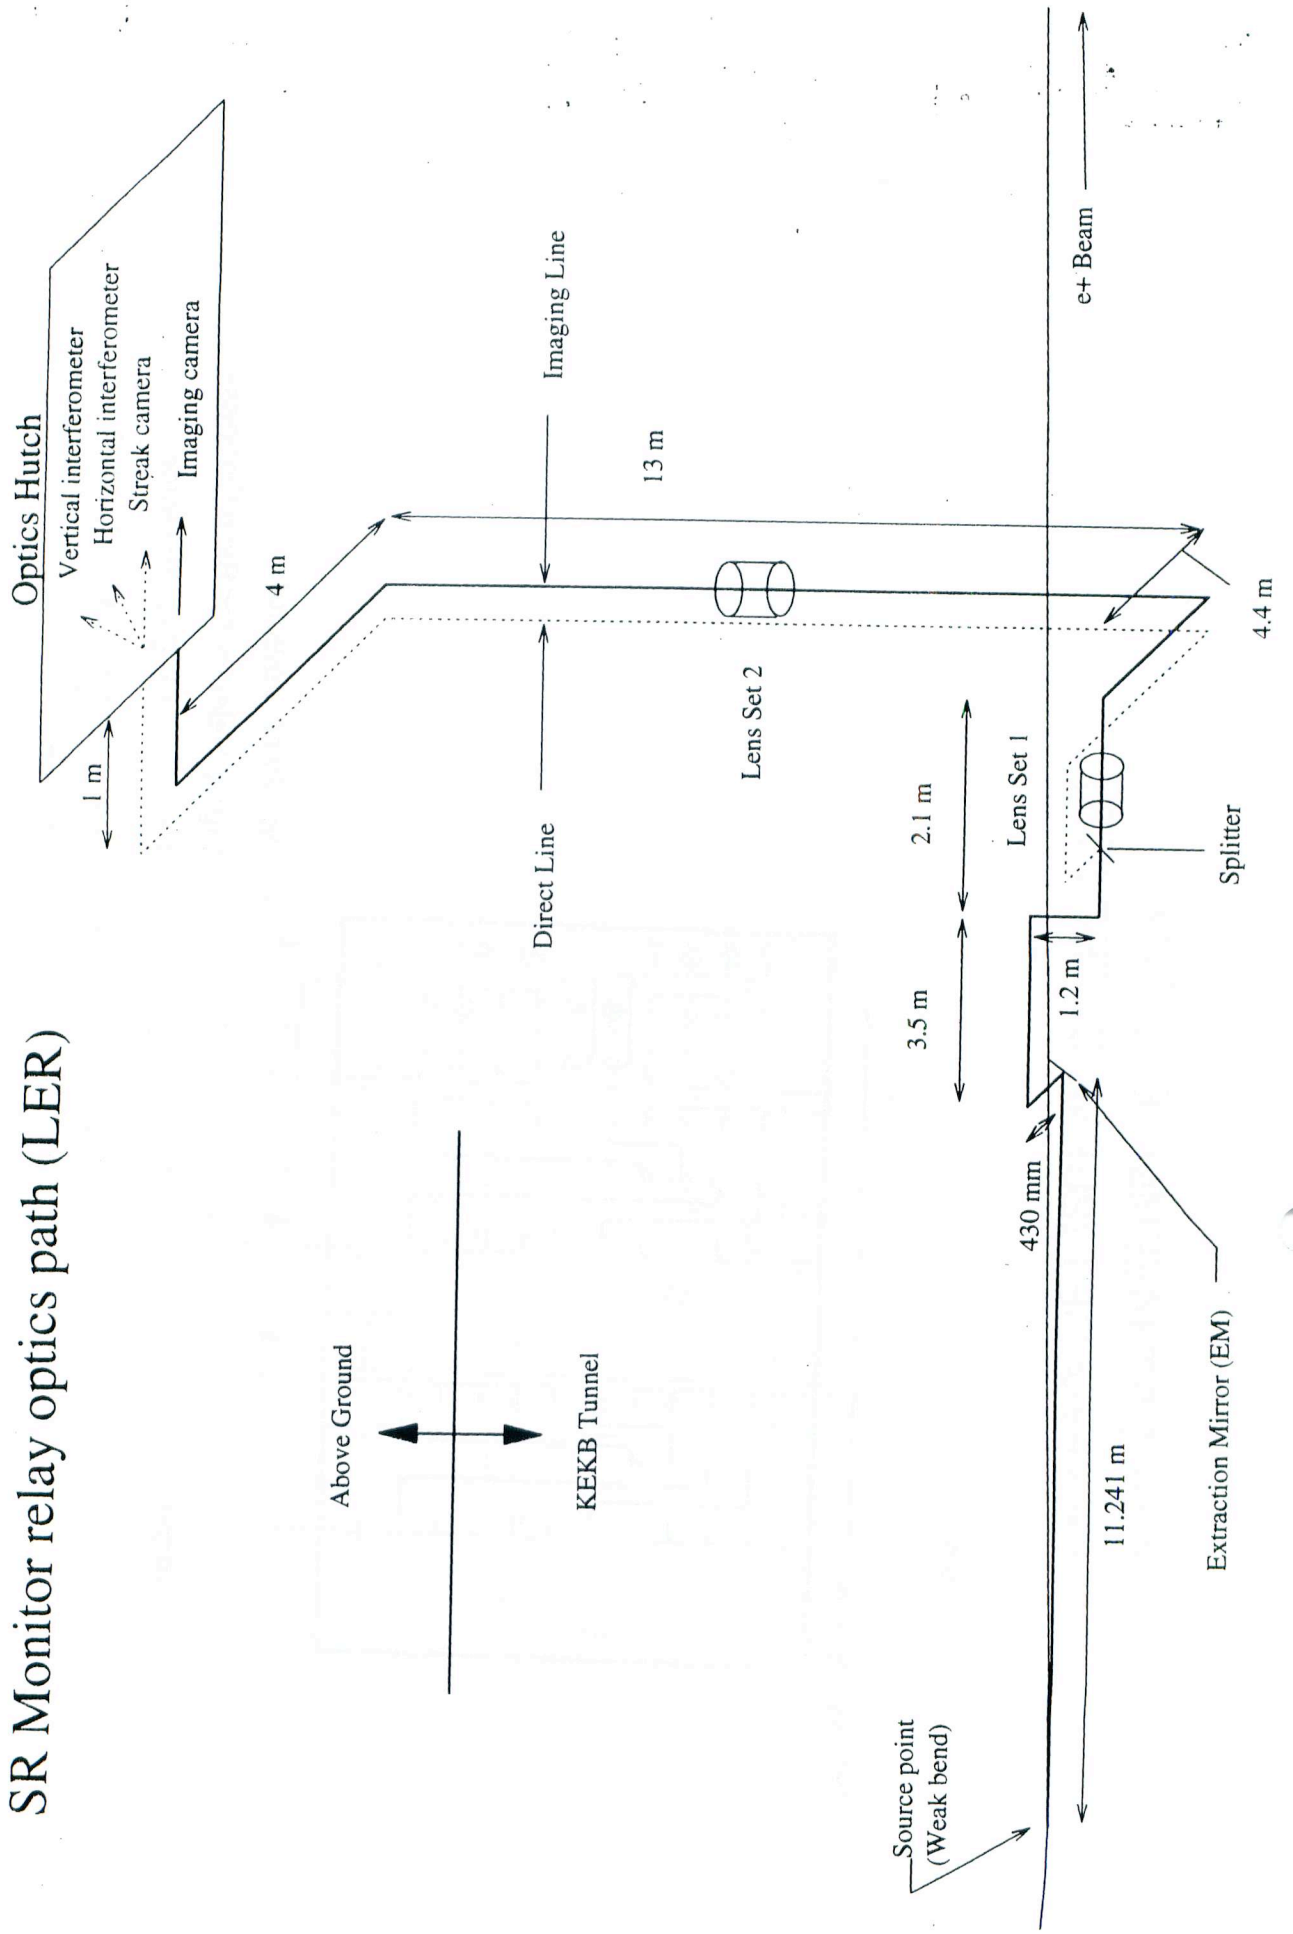 SR Monitor relay optics path (LER)
Optics Hutch
Vertical interferometer
Horizontal interferometer
Streak camera
Imaging camera
1 m
4 m
Above Ground
KEKB Tunnel
Direct Line
Imaging Line
13 m
Lens Set 2
Source point
(Weak bend)
3.5 m
2.1 m
Lens Set 1
430 mm
1.2 m
e+ Beam
11.241 m
Extraction Mirror (EM)
Splitter
4.4 m